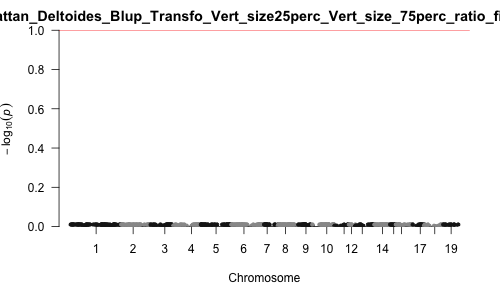 attan_Deltoides_Blup_Transfo_Vert_size25perc_Vert_size_75perc_ratio_fi
1.0
0.8
0.6
0.4
0.2
0.0
− log10(p)
1 2 3 4 5 6 7 8 9 10 12 14 17 19
Chromosome